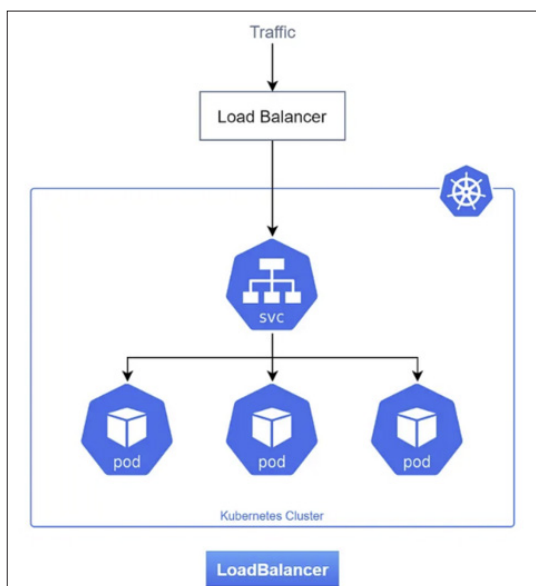 Traffic
Load Balancer
svc
pod
pod
pod
Kubernetes Cluster
LoadBalancer